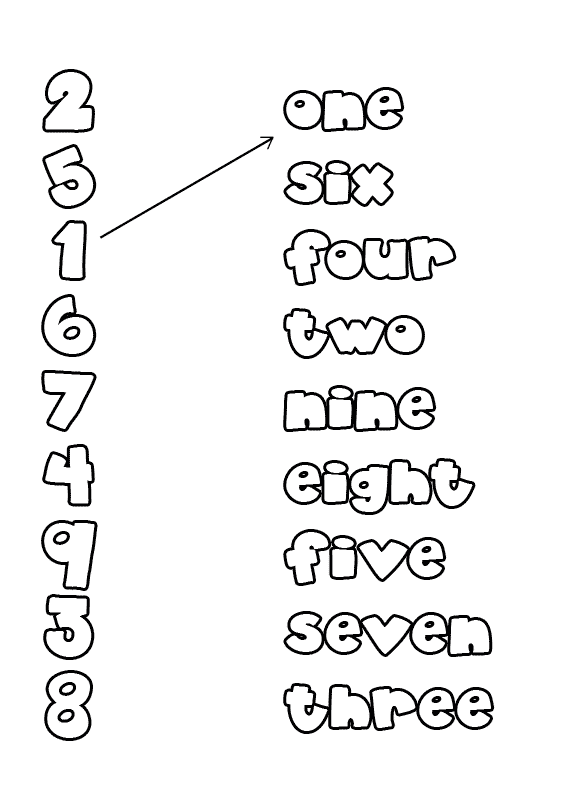 2 one
5 six
1 four
6 two
7 nine
4 eight
9 five
3 seven
8 three